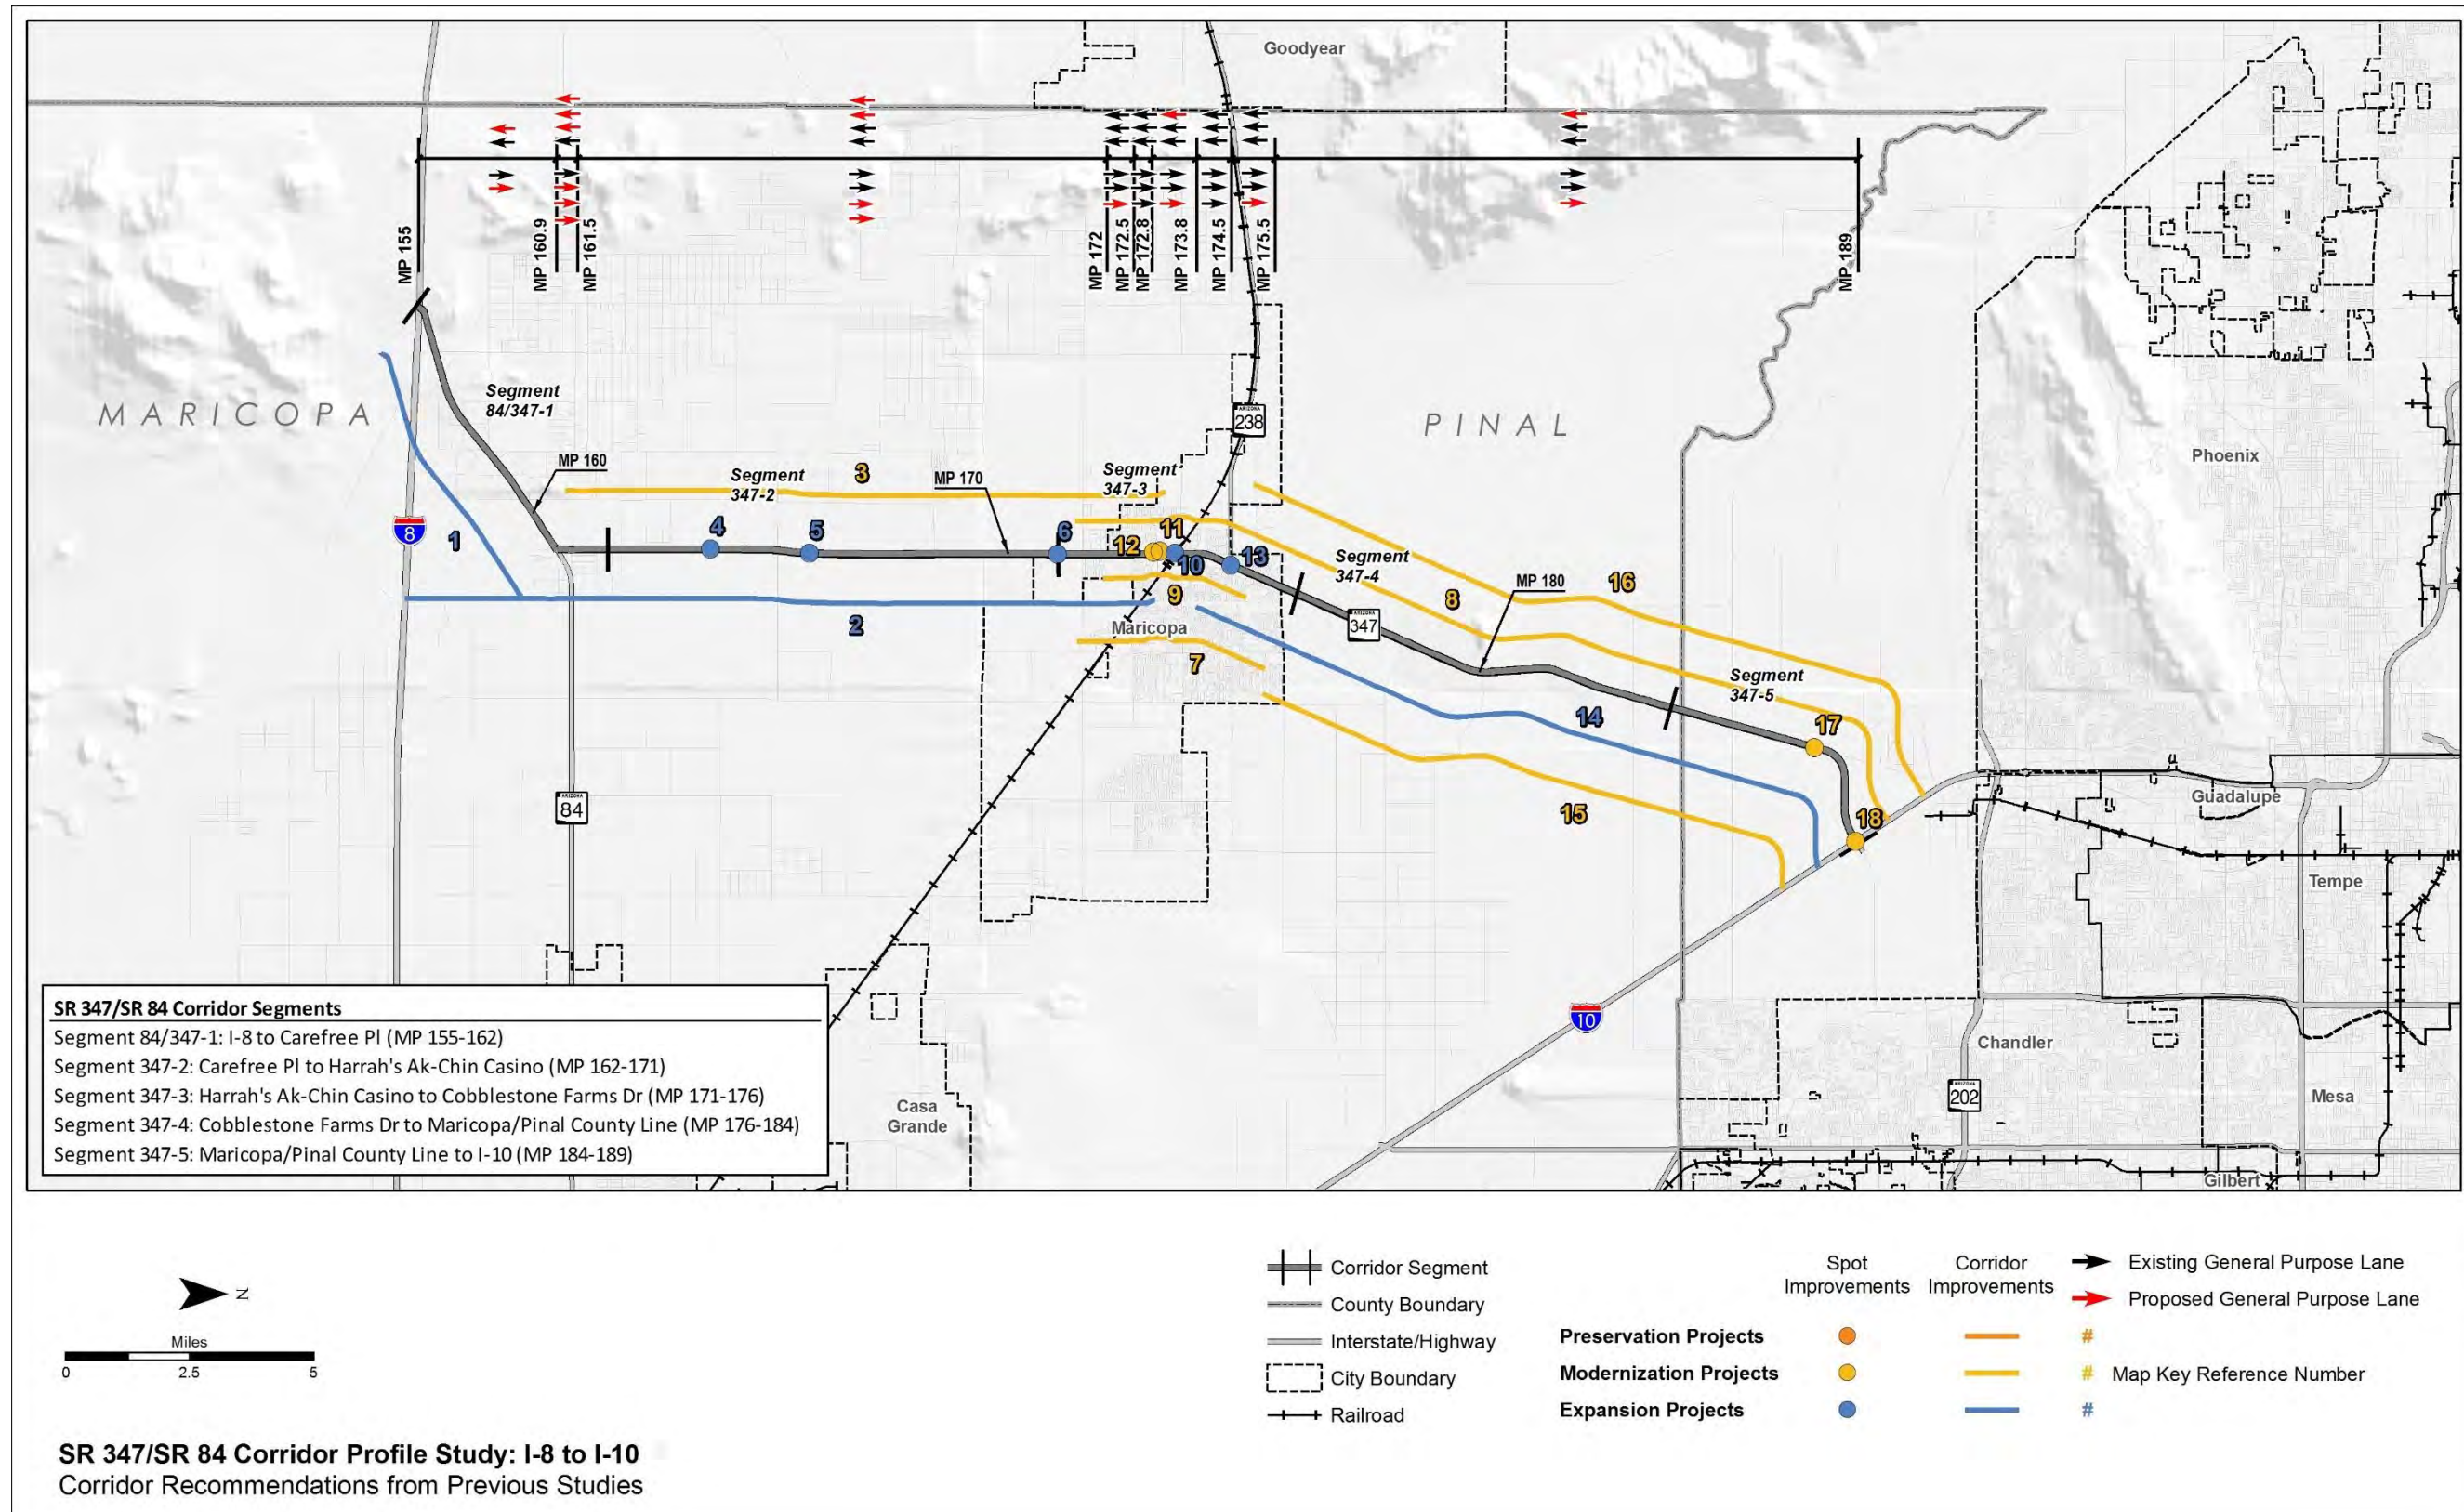 Goodyear
MP 155
MP 160.9
MP 161.5
MP 172
MP 172.5
MP 172.8
MP 173.8
MP 174.5
MP 175.5
MP 189
MARICOPA
PINAL
Segment
84/347-1
MP 160
Segment
347-2
3
MP 170
Segment
347-3
ARIZONA
238
Phoenix
8
1
4
5
6
12
11
10
13
9
Maricopa
7
2
Segment
347-4
ARIZONA
347
8
MP 180
16
Segment
347-5
14
17
15
18
ARIZONA
84
Guadalupe
Tempe
10
Chandler
ARIZONA
202
Mesa
Gilbert
Casa
Grande
SR 347/SR 84 Corridor Segments
Segment 84/347-1: I-8 to Carefree Pl (MP 155-162)
Segment 347-2: Carefree Pl to Harrah's Ak-Chin Casino (MP 162-171)
Segment 347-3: Harrah's Ak-Chin Casino to Cobblestone Farms Dr (MP 171-176)
Segment 347-4: Cobblestone Farms Dr to Maricopa/Pinal County Line (MP 176-184)
Segment 347-5: Maricopa/Pinal County Line to I-10 (MP 184-189)
N
Miles
0 2.5 5
Corridor Segment
County Boundary
Interstate/Highway
City Boundary
Railroad
Spot
Improvements
Corridor
Improvements
Existing General Purpose Lane
Proposed General Purpose Lane
Preservation Projects #
Modernization Projects # Map Key Reference Number
Expansion Projects #
SR 347/SR 84 Corridor Profile Study: I-8 to I-10
Corridor Recommendations from Previous Studies